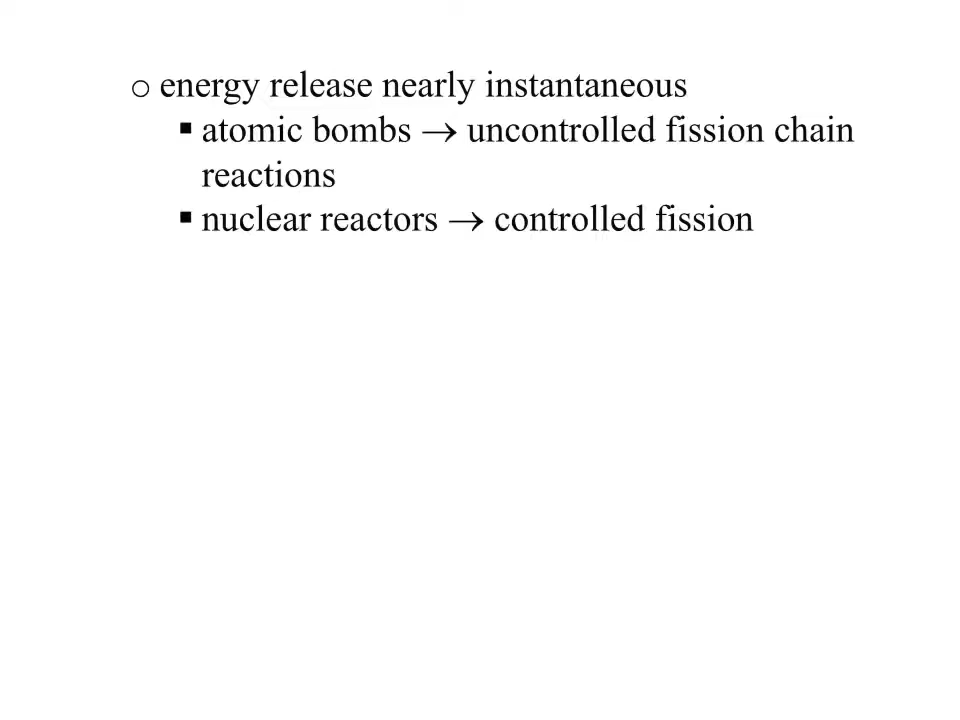 o energy release nearly instantaneous
▪ atomic bombs → uncontrolled fission chain
reactions
▪ nuclear reactors → controlled fission